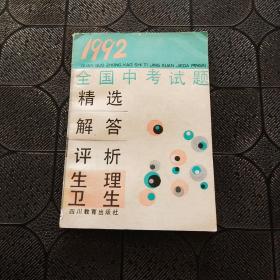 1992
QUAN GUO ZHONG KAO SHI TI JING XUAN JIEDA PINGXI
全国中考试题
精选
解答
评析
生理
卫生
四川教育出版社